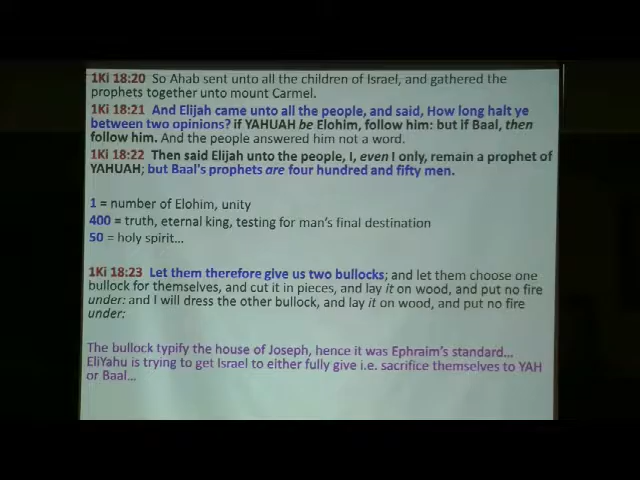 1Ki 18:20 So Ahab sent unto all the children of Israel, and gathered the
prophets together unto mount Carmel.
1Ki 18:21 And Elijah came unto all the people, and said, How long halt ye
between two opinions? if YAHUAH be Elohim, follow him: but if Baal, then
follow him. And the people answered him not a word.
1Ki 18:22 Then said Elijah unto the people, I, even I only, remain a prophet of
YAHUAH; but Baal's prophets are four hundred and fifty men.
1 = number of Elohim, unity
400 = truth, eternal king, testing for man's final destination
50 = holy spirit...
1Ki 18:23 Let them therefore give us two bullocks; and let them choose one
bullock for themselves, and cut it in pieces, and lay it on wood, and put no fire
under: and I will dress the other bullock, and lay it on wood, and put no fire
under:
The bullock typify the house of Joseph, hence it was Ephraim's standard...
EliYahu is trying to get Israel to either fully give i.e. sacrifice themselves to YAH
or Baal...